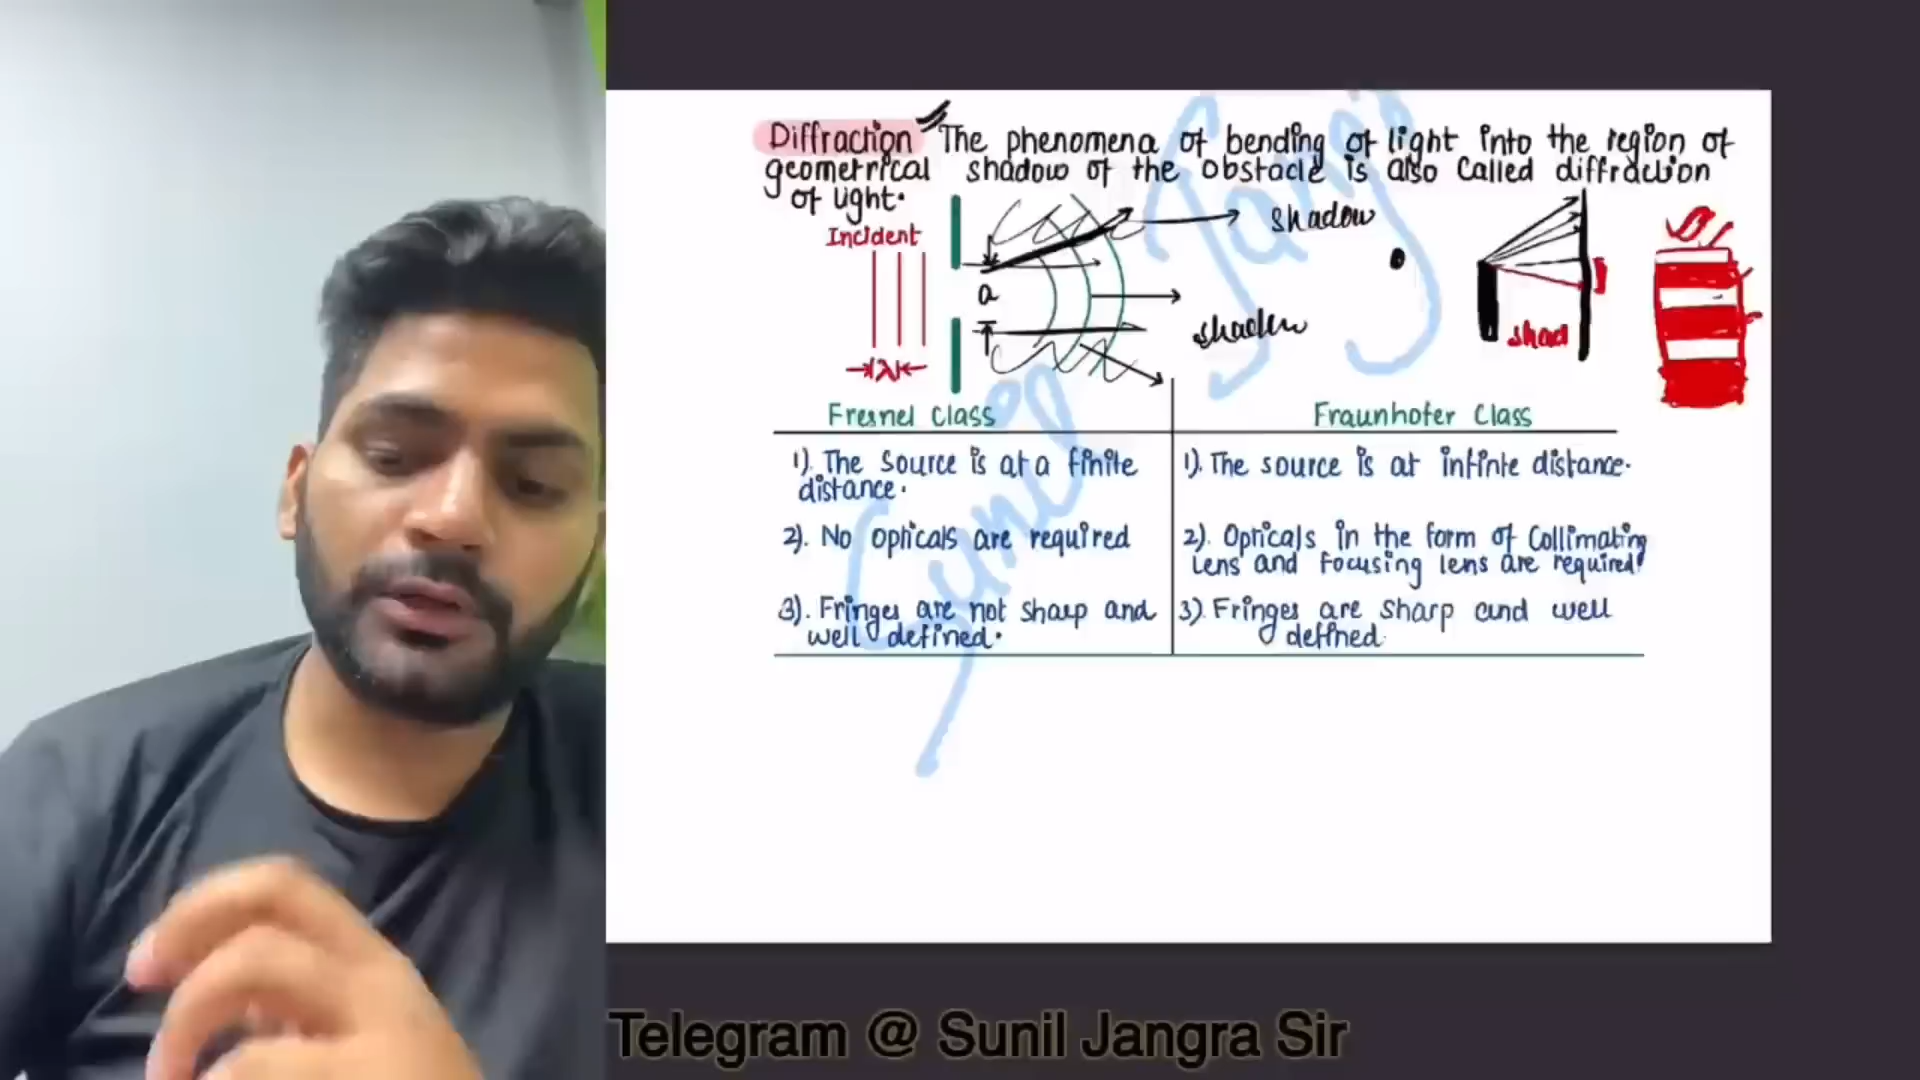 Diffraction The phenomena of bending of light into the region of
geometrical shadow of the obstacle is also called diffraction
of light.
Incident
λ
a
shadow
shadow
shad
Fresnel Class
Fraunhofer Class
1). The Source is at a finite
distance.
1). The source is at infinte distance.
2). No opticals are required
2). Opticals in the form of Collimating
Lens and focusing lens are required
3). Fringes are not sharp and
well defined.
3). Fringes are sharp and well
defined
Sunil Jangra
Telegram @ Sunil Jangra Sir